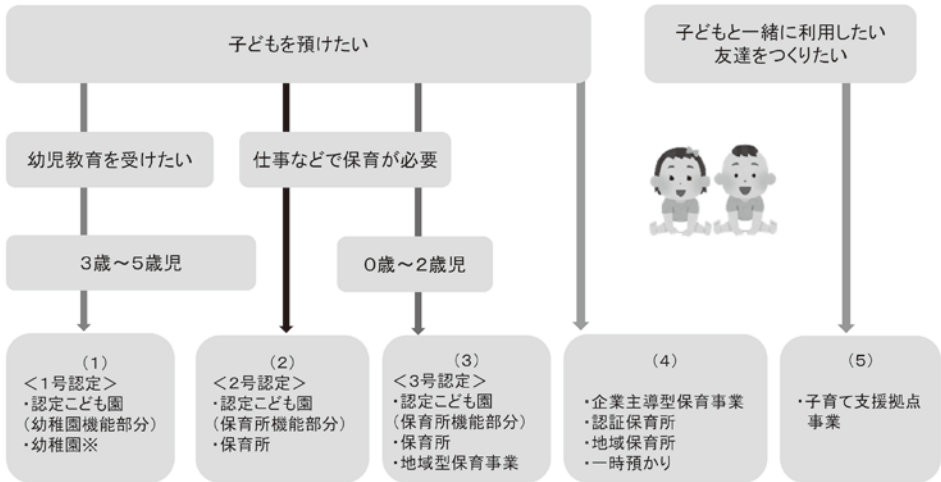 子どもを預けたい
子どもと一緒に利用したい
友達をつくりたい
幼児教育を受けたい
仕事などで保育が必要
3歳～5歳児
0歳～2歳児
(1)
<1号認定>
・認定こども園
(幼稚園機能部分)
・幼稚園※
(2)
<2号認定>
・認定こども園
(保育所機能部分)
・保育所
(3)
<3号認定>
・認定こども園
(保育所機能部分)
・保育所
・地域型保育事業
(4)
・企業主導型保育事業
・認証保育所
・地域保育所
・一時預かり
(5)
・子育て支援拠点
事業